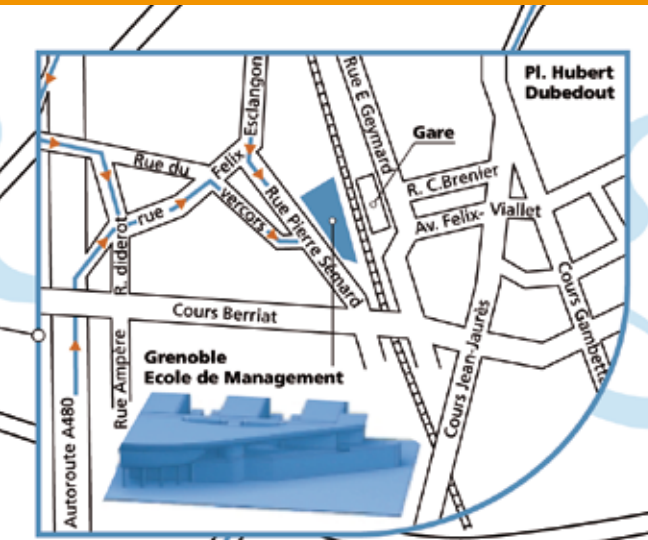 Pl. Hubert
Dubedout
Esclangon
Rue E Geymard
Gare
Rue du
Felix
R. C.Brenier
rue
vercors
Rue Pierre Sémard
Av. Felix- Viallet
R. diderot
Cours Berriat
Cours Jean-Jaurès
Cours Gambetta
Rue Ampère
Grenoble
Ecole de Management
Autoroute A480